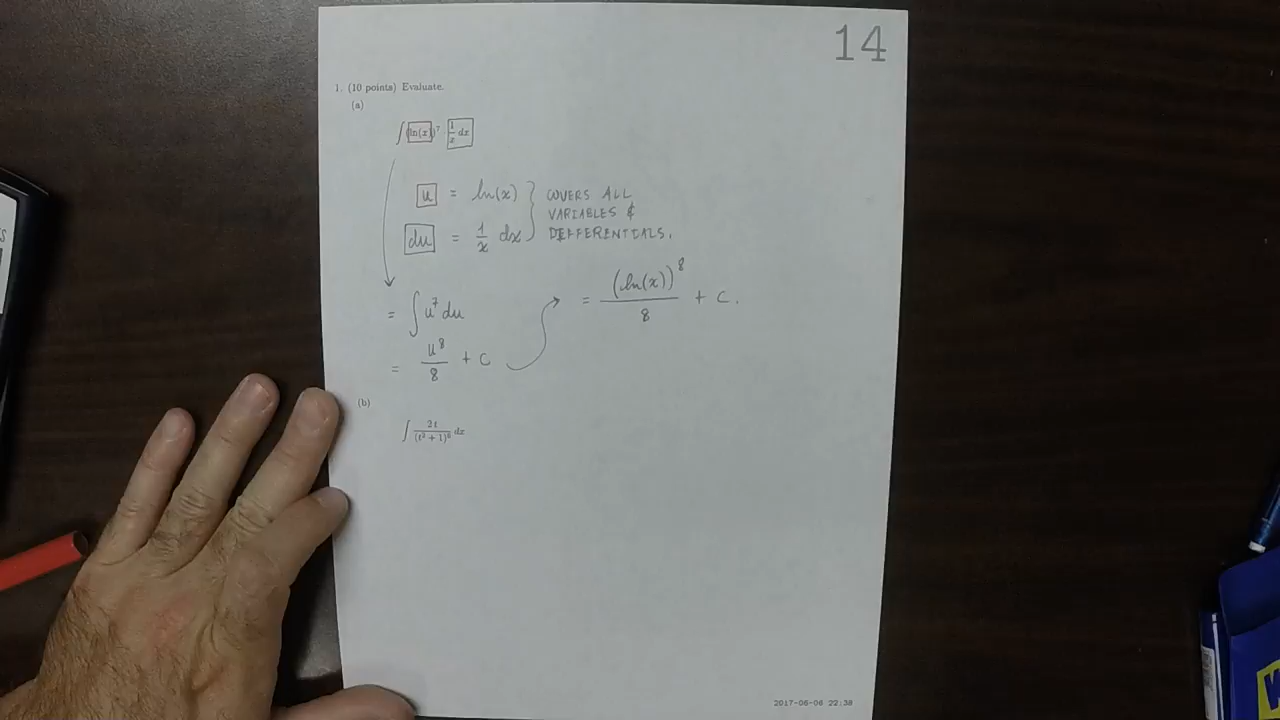 14
1. (10 points) Evaluate.
(a)
∫(ln(x))⁷ · 1/x dx
u = ln(x) } COVERS ALL
VARIABLES &
du = 1/x dx DIFFERENTIALS.
= ∫ u⁷ du
= u⁸/8 + C
= (ln(x))⁸/8 + C.
(b)
∫ 2t/(t² + 1)⁸ dx
2017-06-06 22:38